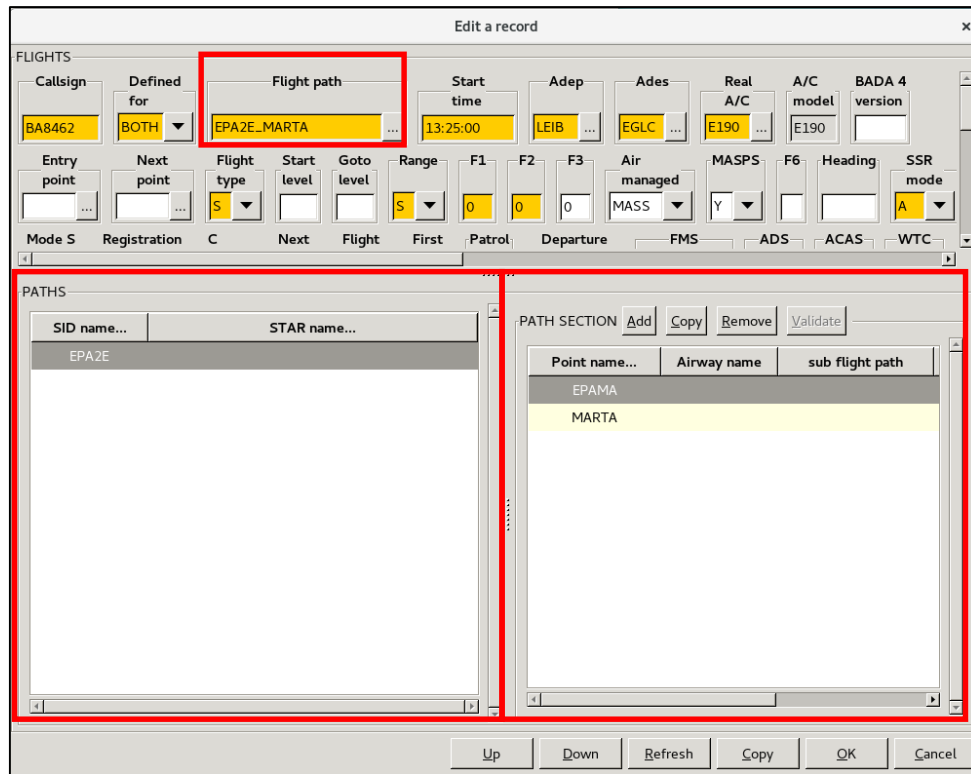 Edit a record ×
FLIGHTS
Callsign Defined for Flight path Start time Adep Ades Real A/C A/C model BADA 4 version
BA8462 BOTH EPA2E_MARTA ... 13:25:00 LEIB ... EGLC ... E190 ... E190
Entry point Next point Flight type Start level Goto level Range F1 F2 F3 Air managed MASPS F6 Heading SSR mode
... ... S S 0 0 0 MASS Y A
Mode S Registration C Next Flight First Patrol Departure FMS ADS ACAS WTC
PATHS
SID name... STAR name...
EPA2E
PATH SECTION Add Copy Remove Validate
Point name... Airway name sub flight path
EPAMA
MARTA
Up Down Refresh Copy OK Cancel